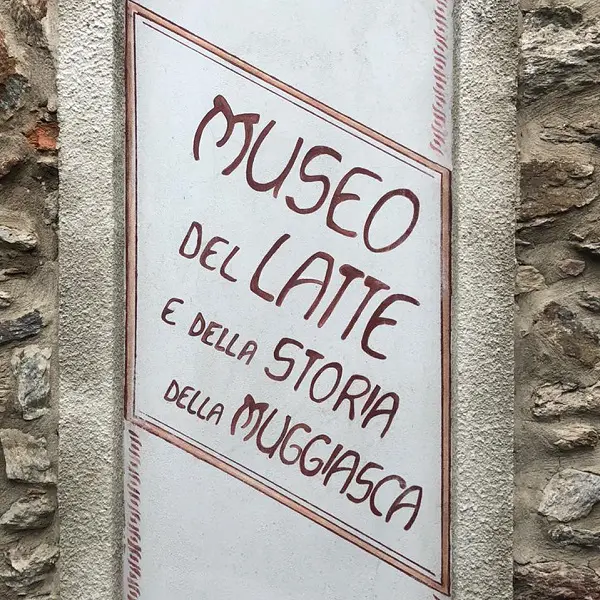 MUSEO
DEL LATTE
E DELLA STORIA
DELLA MUGGIASCA